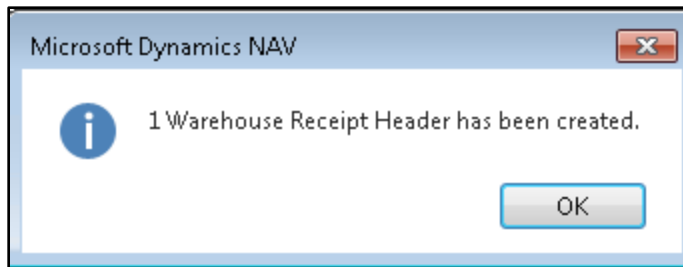 Microsoft Dynamics NAV
1 Warehouse Receipt Header has been created.
OK